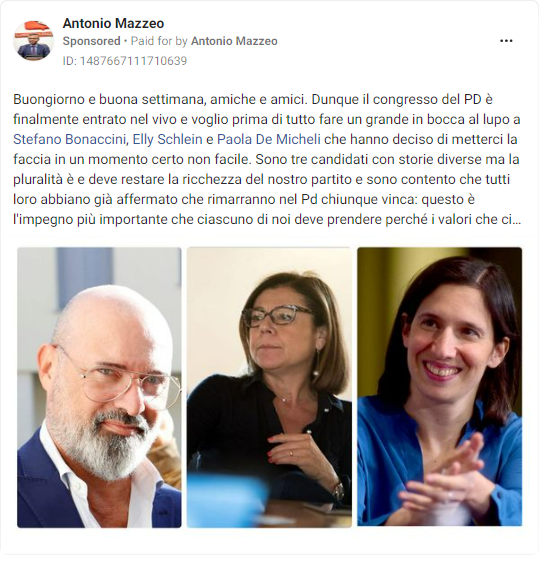 Antonio Mazzeo
Sponsored • Paid for by Antonio Mazzeo
ID: 1487667111710639
Buongiorno e buona settimana, amiche e amici. Dunque il congresso del PD è
finalmente entrato nel vivo e voglio prima di tutto fare un grande in bocca al lupo a
Stefano Bonaccini, Elly Schlein e Paola De Micheli che hanno deciso di metterci la
faccia in un momento certo non facile. Sono tre candidati con storie diverse ma la
pluralità è e deve restare la ricchezza del nostro partito e sono contento che tutti
loro abbiano già affermato che rimarranno nel Pd chiunque vinca: questo è
l'impegno più importante che ciascuno di noi deve prendere perché i valori che ci...